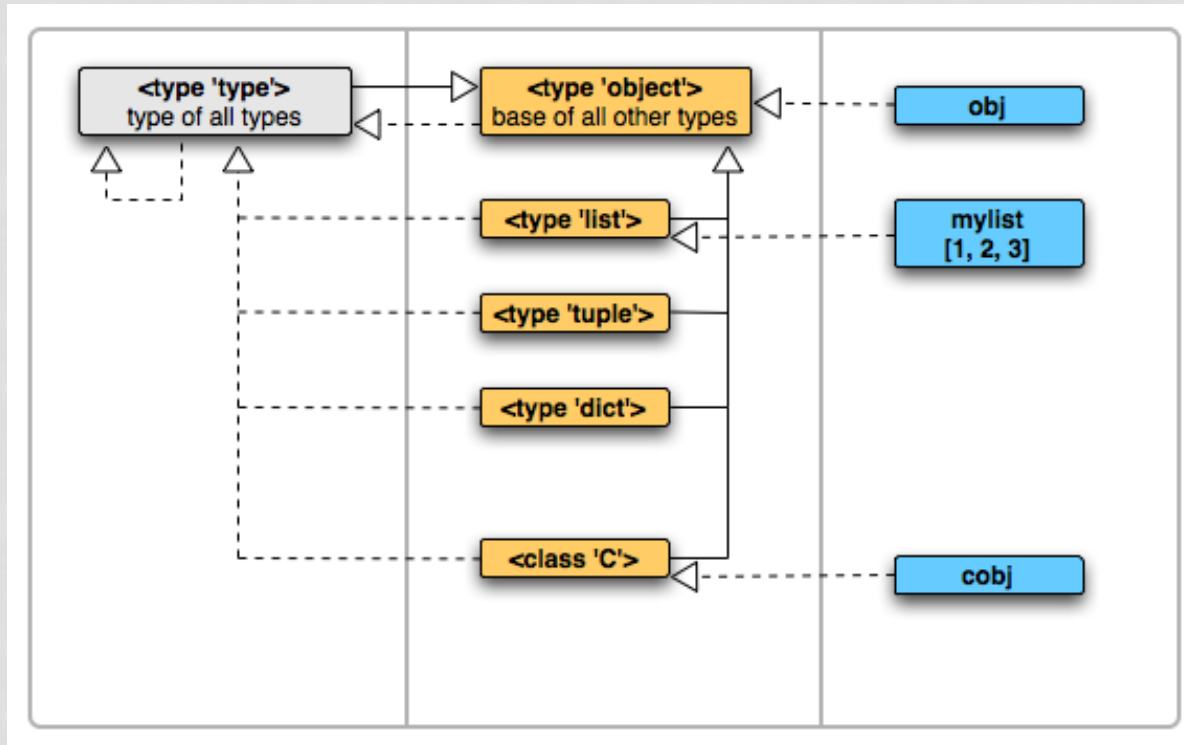 <type 'type'>
type of all types
<type 'object'>
base of all other types
obj
<type 'list'>
mylist
[1, 2, 3]
<type 'tuple'>
<type 'dict'>
<class 'C'>
cobj